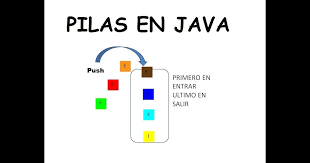 PILAS EN JAVA
Push
PRIMERO EN
ENTRAR
ULTIMO EN
SALIR